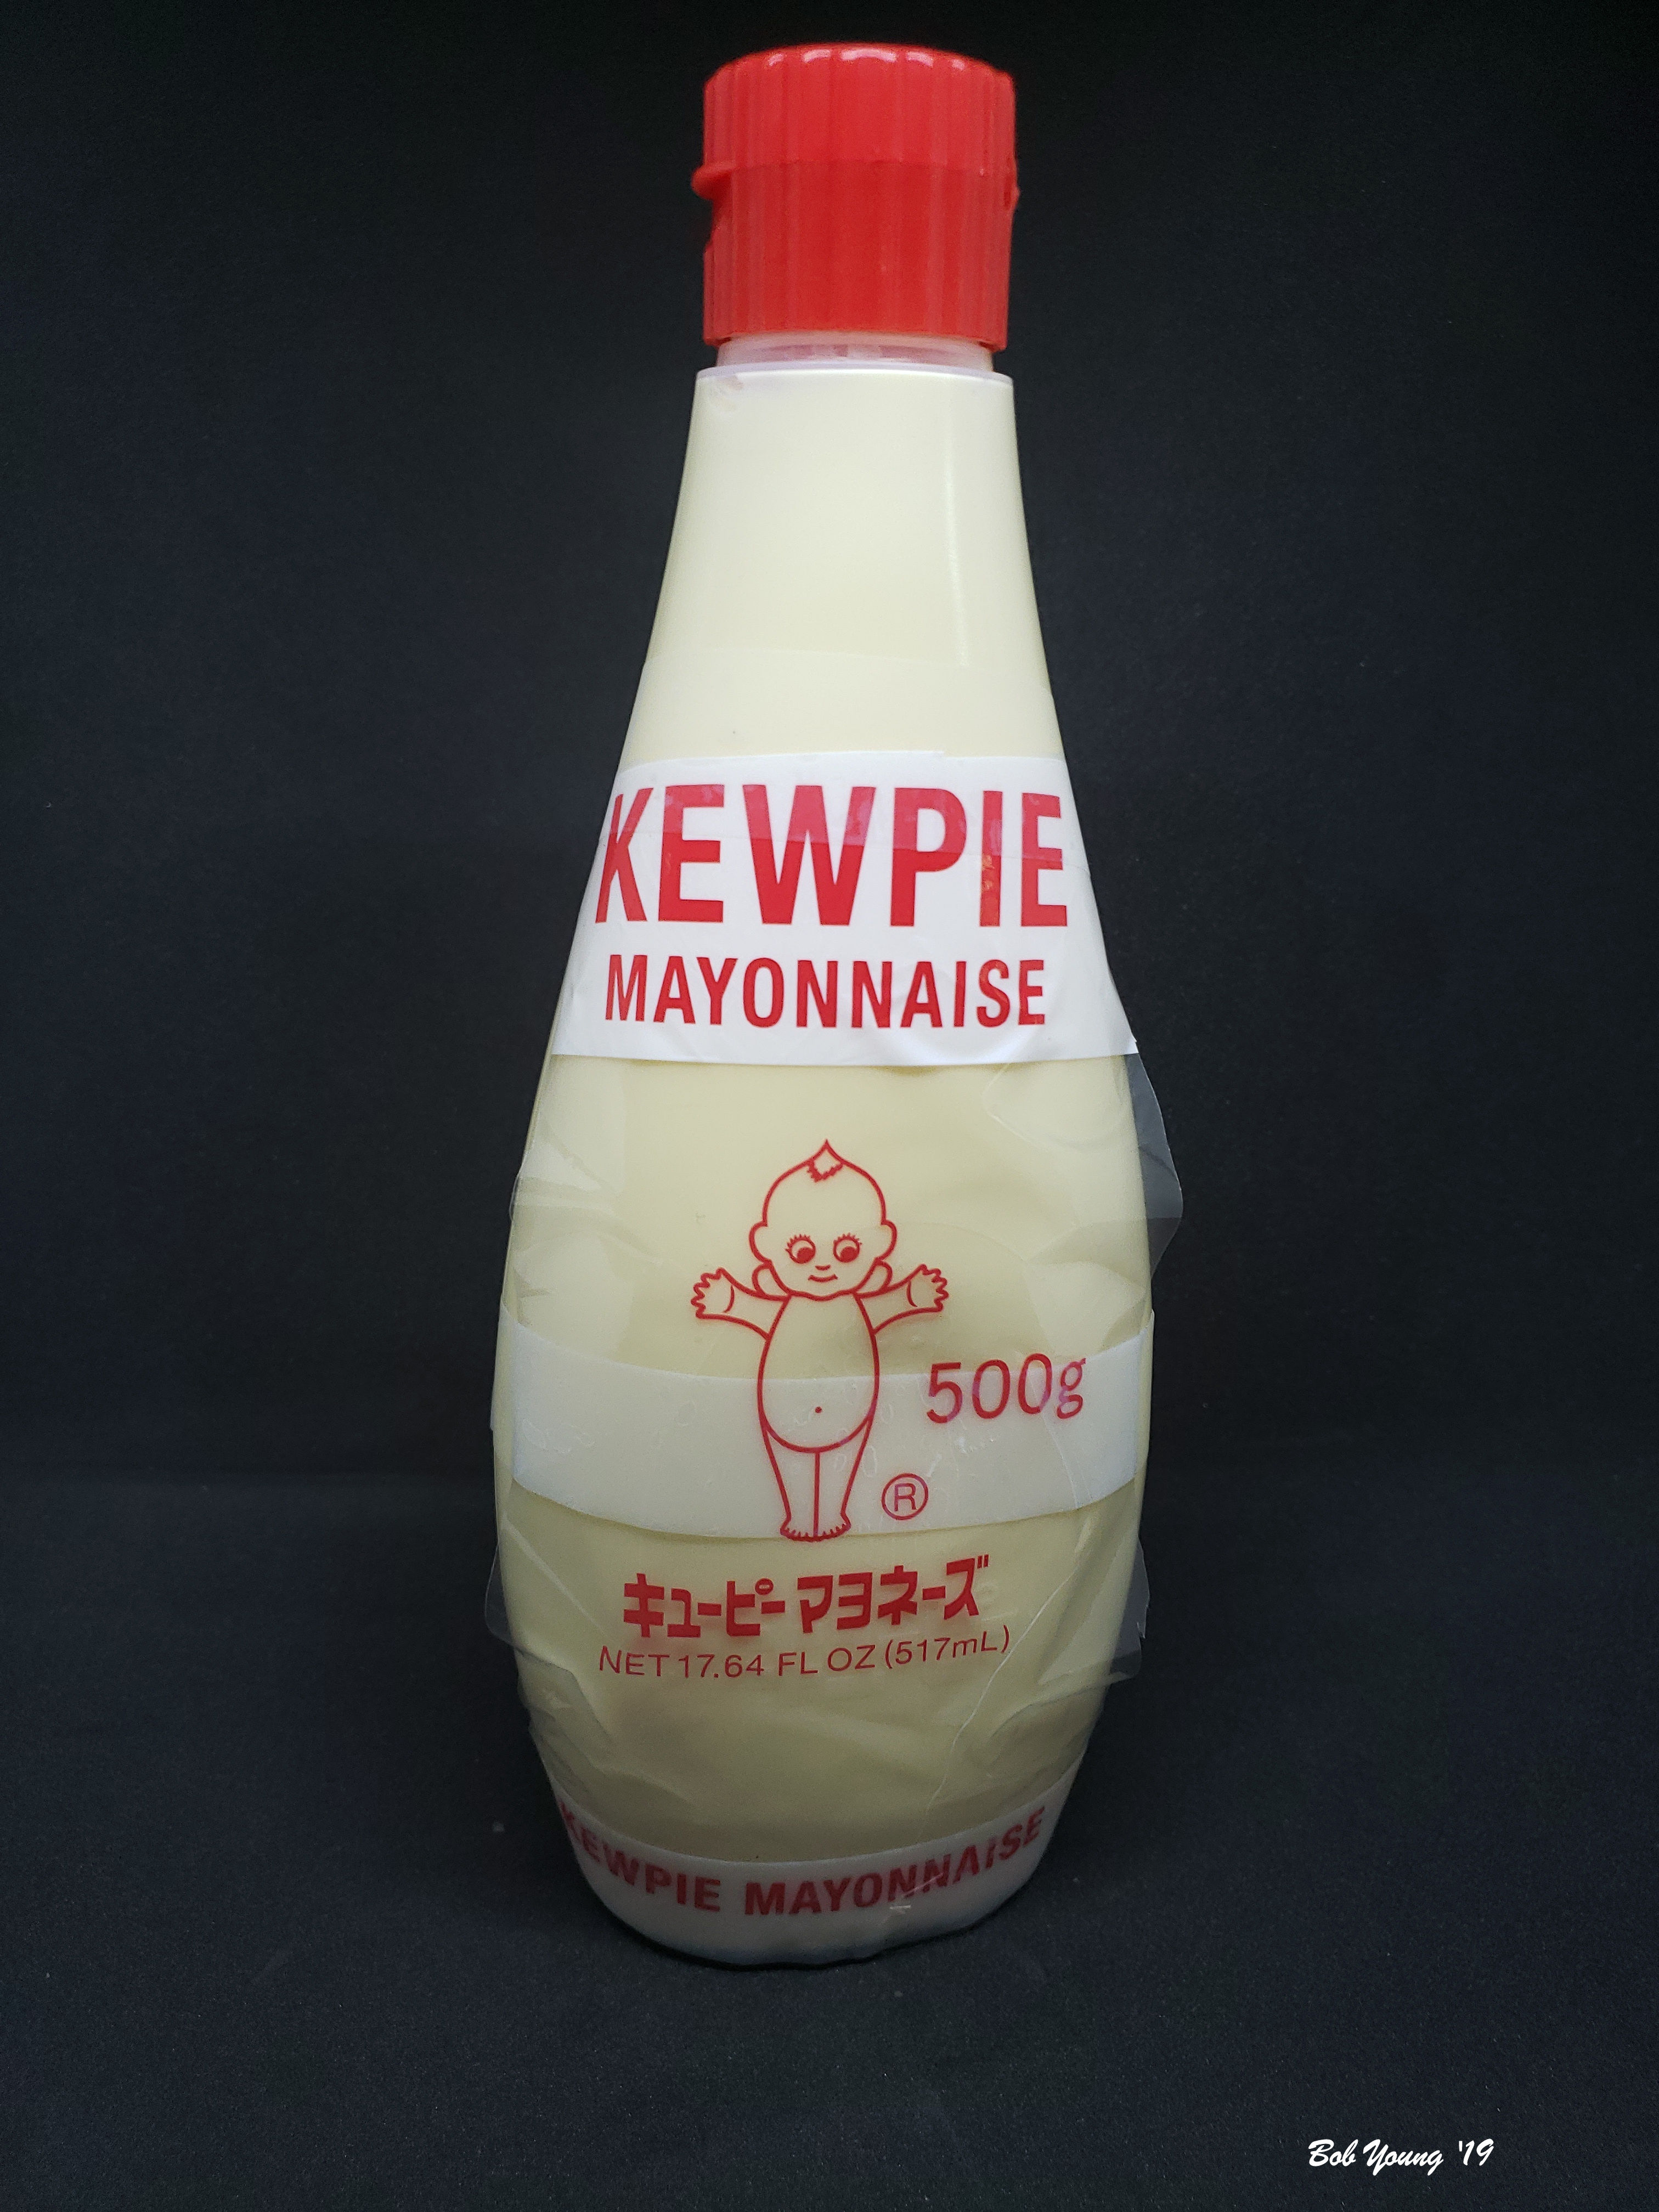 KEWPIE
MAYONNAISE
500g
®
キューピー マヨネーズ
NET 17.64 FL OZ (517mL)
KEWPIE MAYONNAISE
Bob Young '19